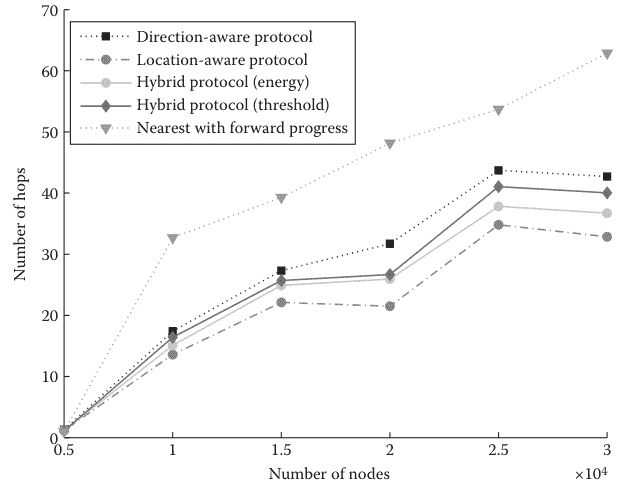 70
60
50
40
30
20
10
0
Number of hops
Direction-aware protocol
Location-aware protocol
Hybrid protocol (energy)
Hybrid protocol (threshold)
Nearest with forward progress
0.5
1
1.5
2
2.5
3
Number of nodes
×10⁴